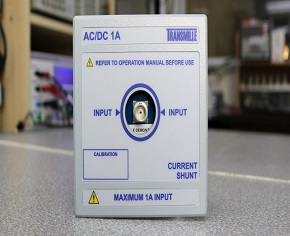 AC/DC 1A
TRANSMILLE
REFER TO OPERATION MANUAL BEFORE USE
INPUT
INPUT
CALIBRATION
CURRENT
SHUNT
MAXIMUM 1A INPUT